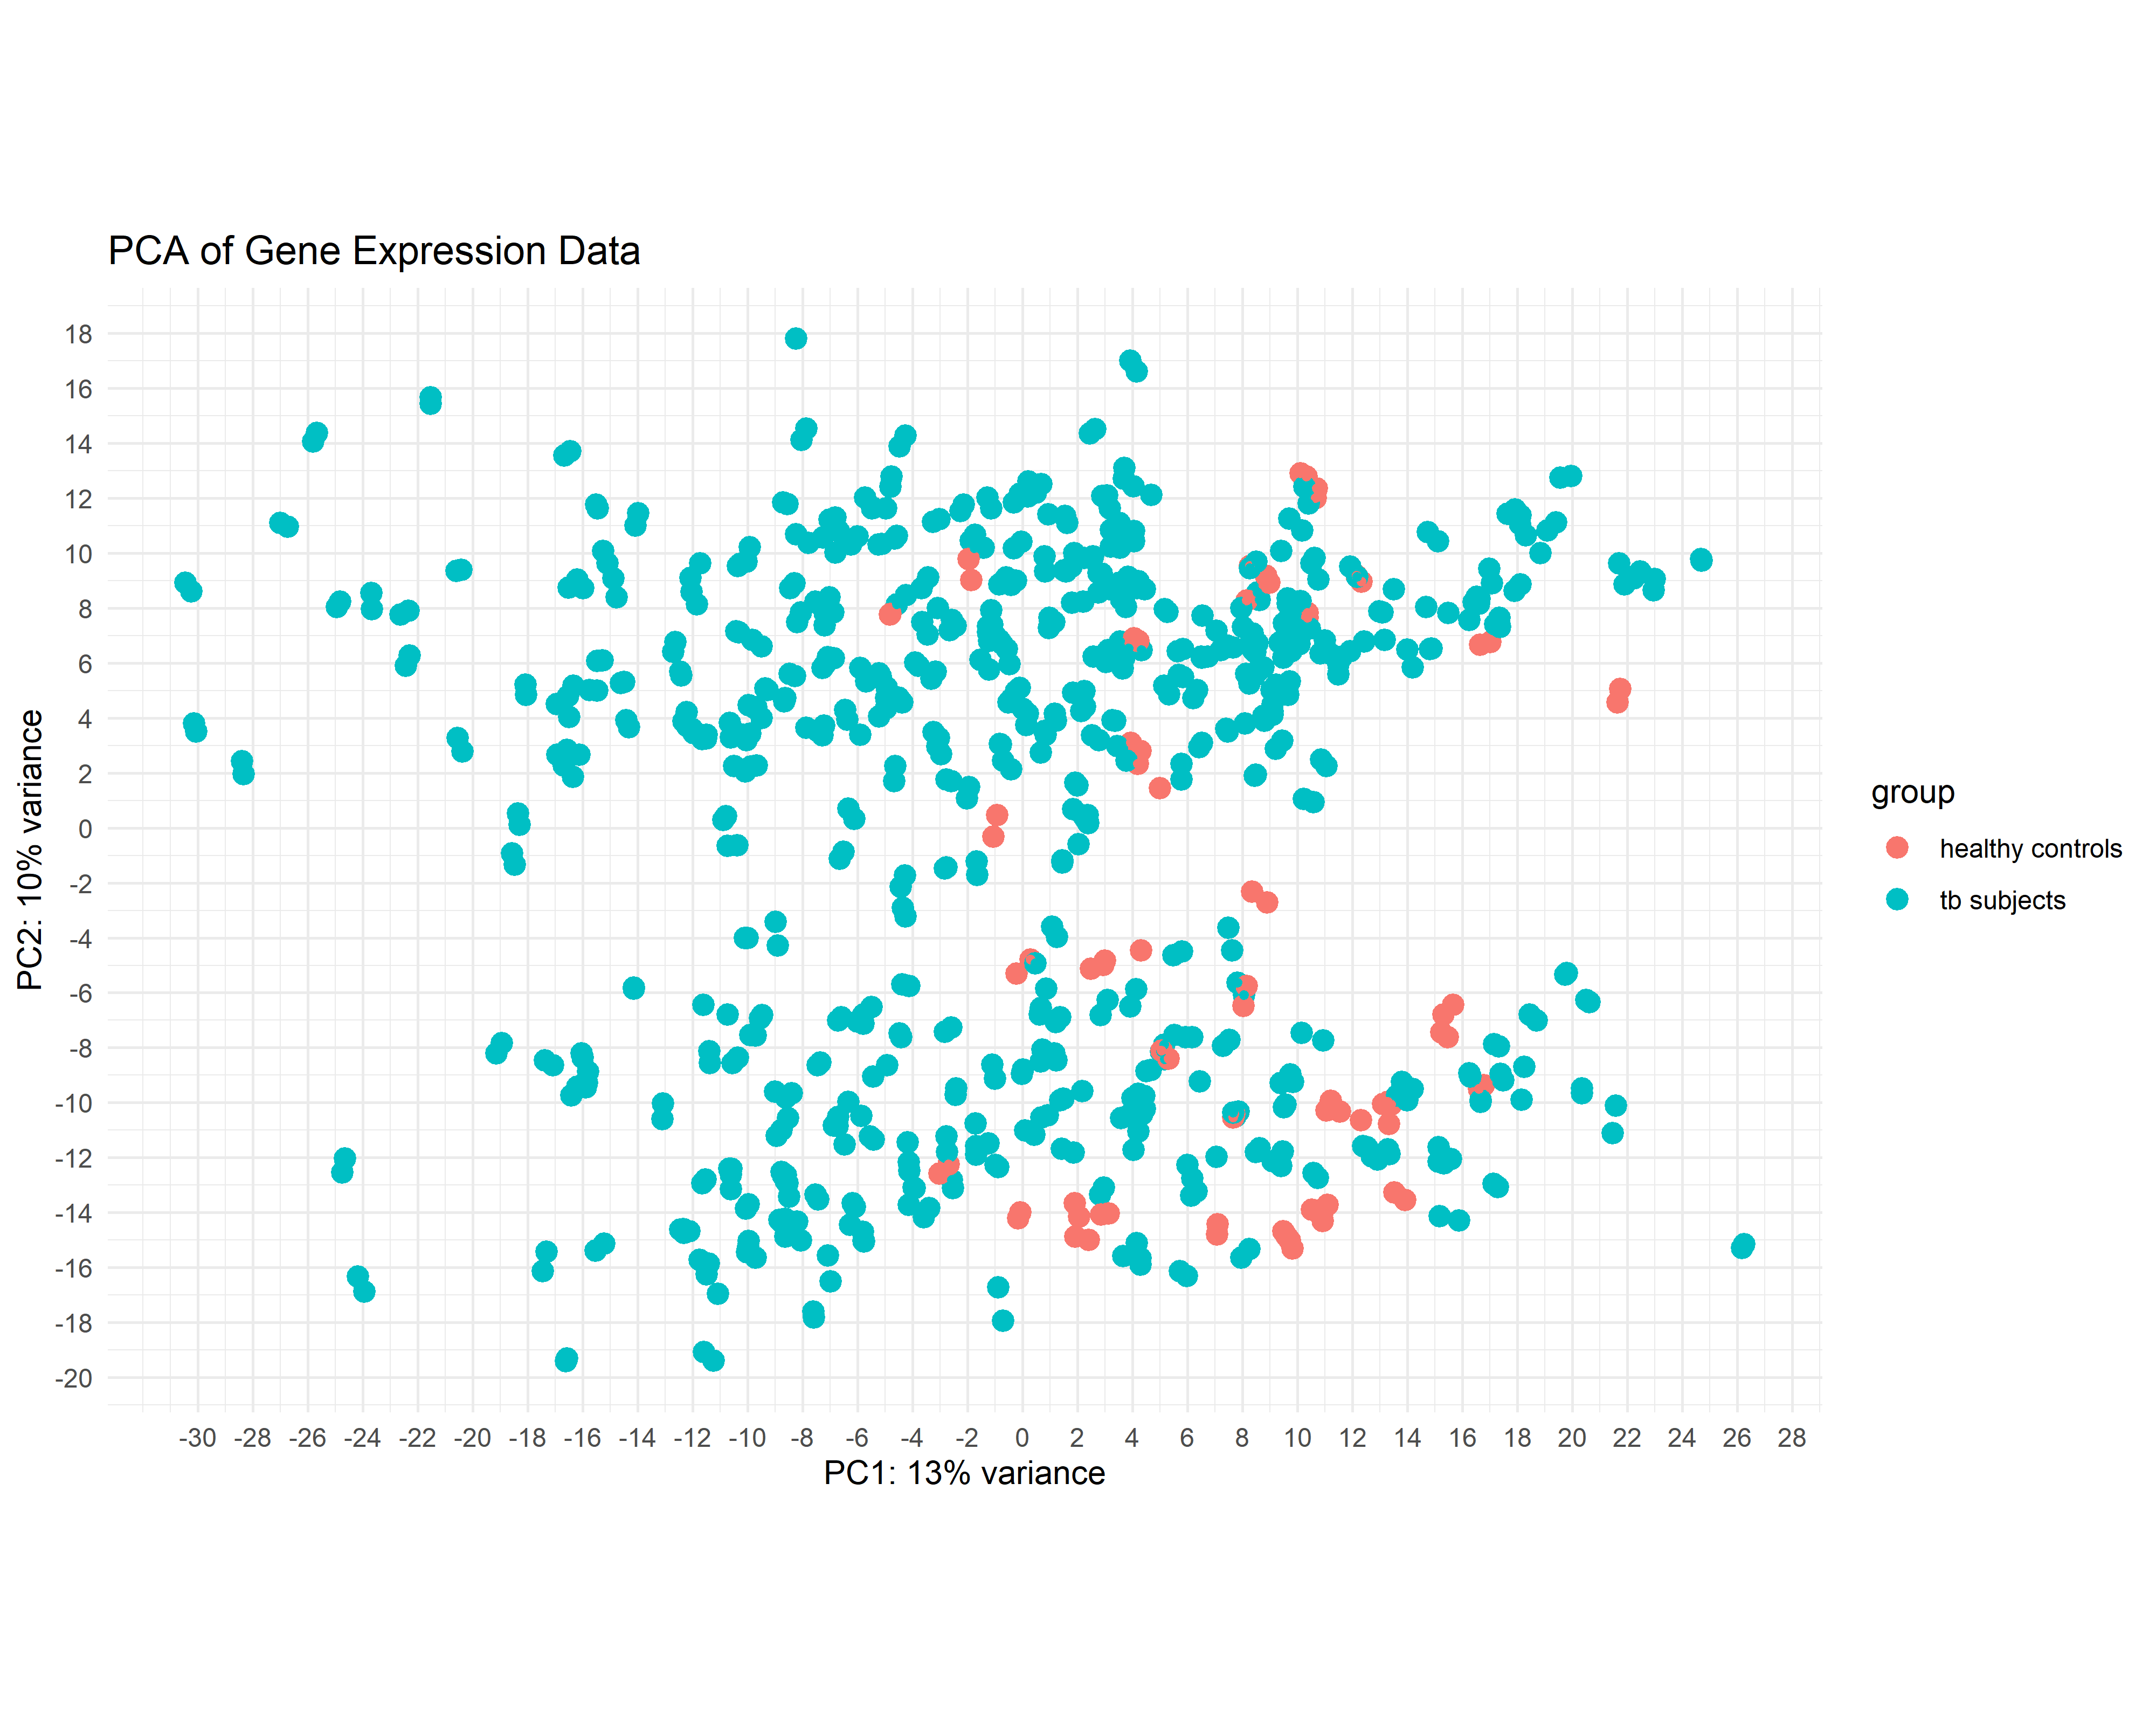 PCA of Gene Expression Data
18
16
14
12
10
8
6
4
2
0
-2
-4
-6
-8
-10
-12
-14
-16
-18
-20
PC2: 10% variance
-30 -28 -26 -24 -22 -20 -18 -16 -14 -12 -10 -8 -6 -4 -2 0 2 4 6 8 10 12 14 16 18 20 22 24 26 28
PC1: 13% variance
group
healthy controls
tb subjects